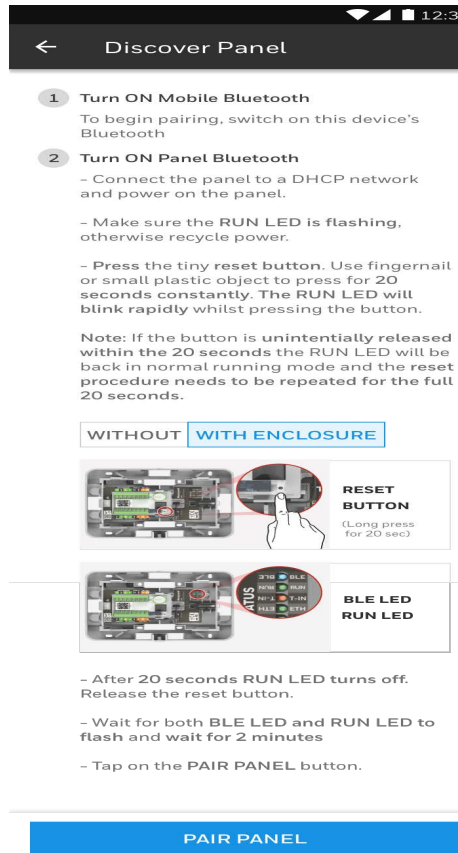 12:3
Discover Panel
1 Turn ON Mobile Bluetooth
To begin pairing, switch on this device's
Bluetooth
2 Turn ON Panel Bluetooth
– Connect the panel to a DHCP network
and power on the panel.
– Make sure the RUN LED is flashing,
otherwise recycle power.
– Press the tiny reset button. Use fingernail
or small plastic object to press for 20
seconds constantly. The RUN LED will
blink rapidly whilst pressing the button.
Note: If the button is unintentially released
within the 20 seconds the RUN LED will be
back in normal running mode and the reset
procedure needs to be repeated for the full
20 seconds.
WITHOUT WITH ENCLOSURE
RESET
BUTTON
(Long press
for 20 sec)
BLE BLE
RUN RUN
T-IN T-IN
ETH ETH
BLE LED
RUN LED
– After 20 seconds RUN LED turns off.
Release the reset button.
– Wait for both BLE LED and RUN LED to
flash and wait for 2 minutes
– Tap on the PAIR PANEL button.
PAIR PANEL